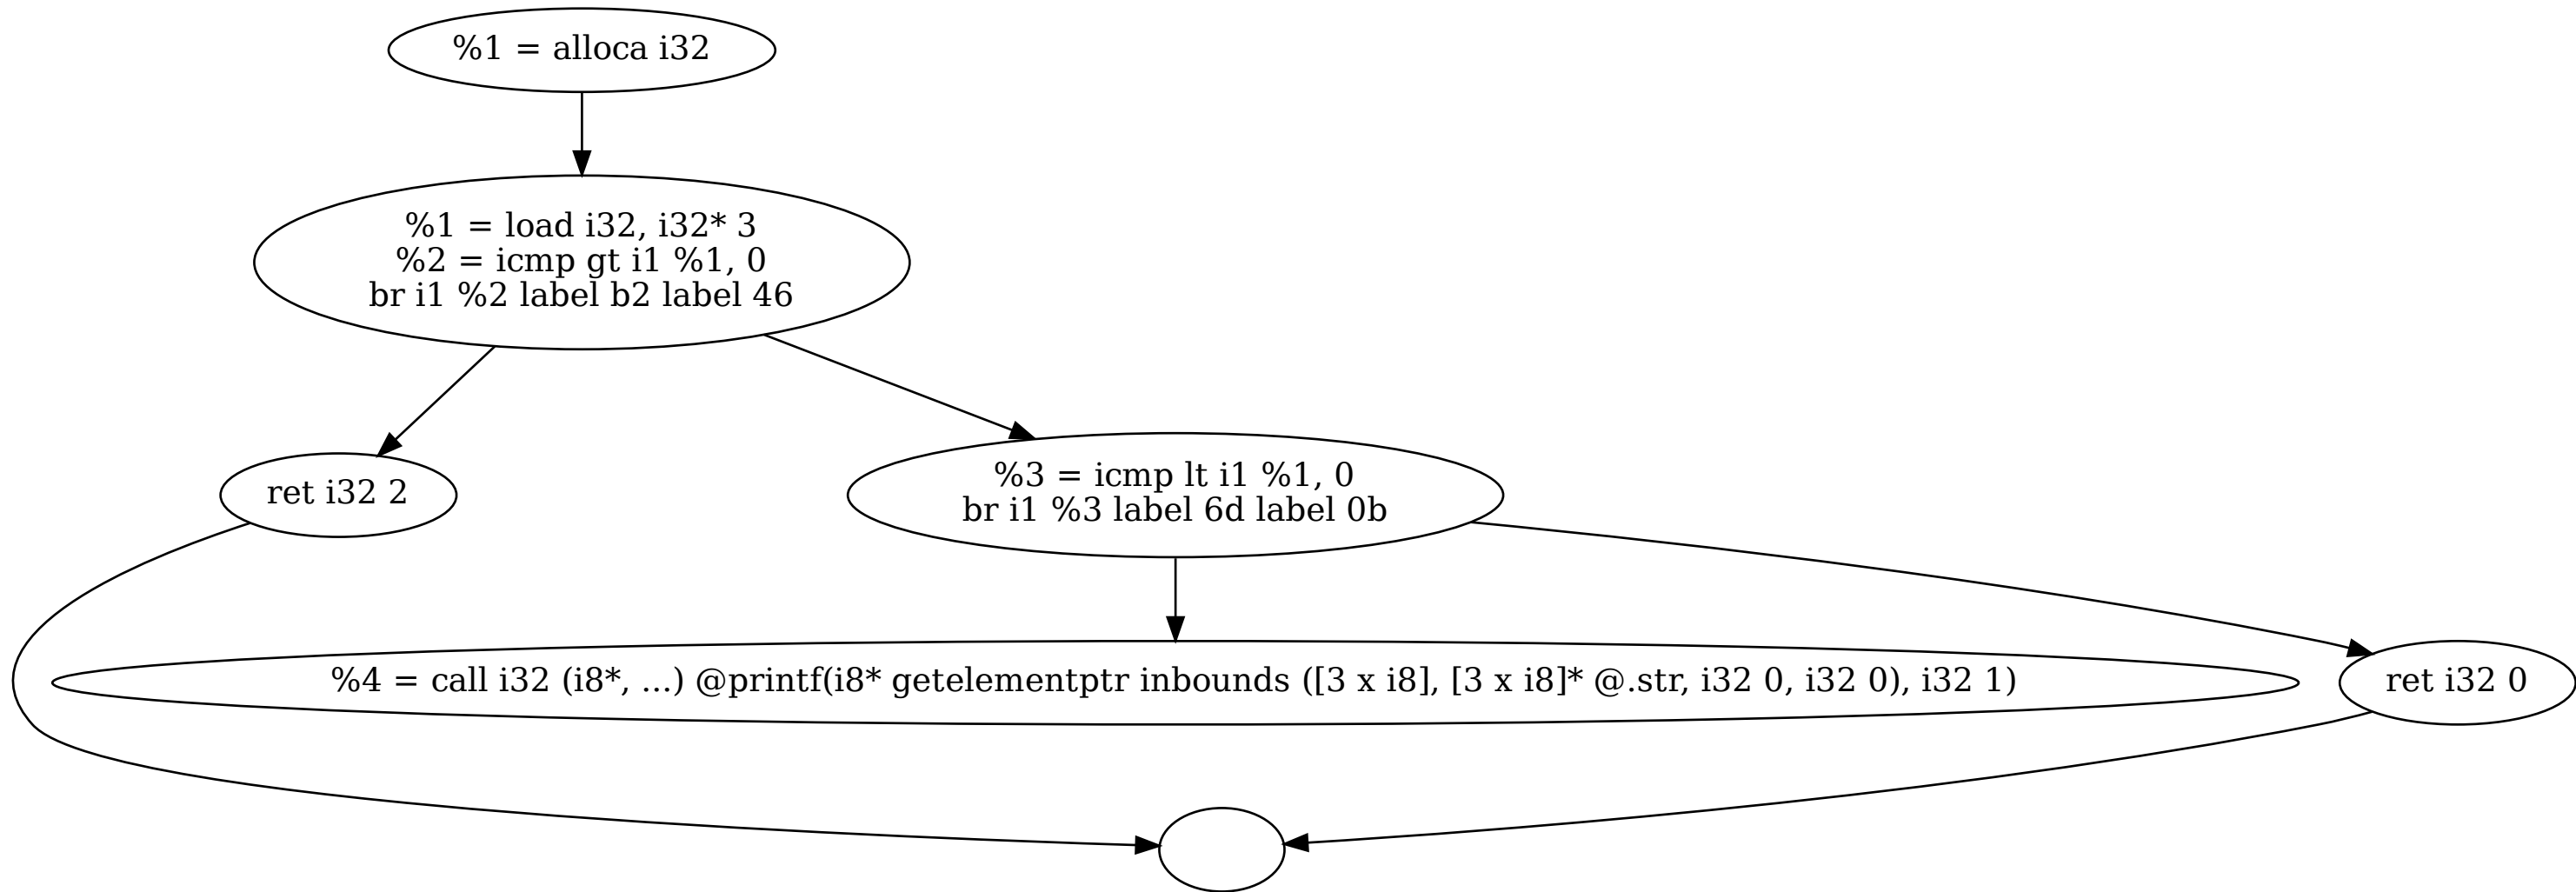 %1 = alloca i32
%1 = load i32, i32* 3
%2 = icmp gt i1 %1, 0
br i1 %2 label b2 label 46
ret i32 2
%3 = icmp lt i1 %1, 0
br i1 %3 label 6d label 0b
%4 = call i32 (i8*, ...) @printf(i8* getelementptr inbounds ([3 x i8], [3 x i8]* @.str, i32 0, i32 0), i32 1)
ret i32 0